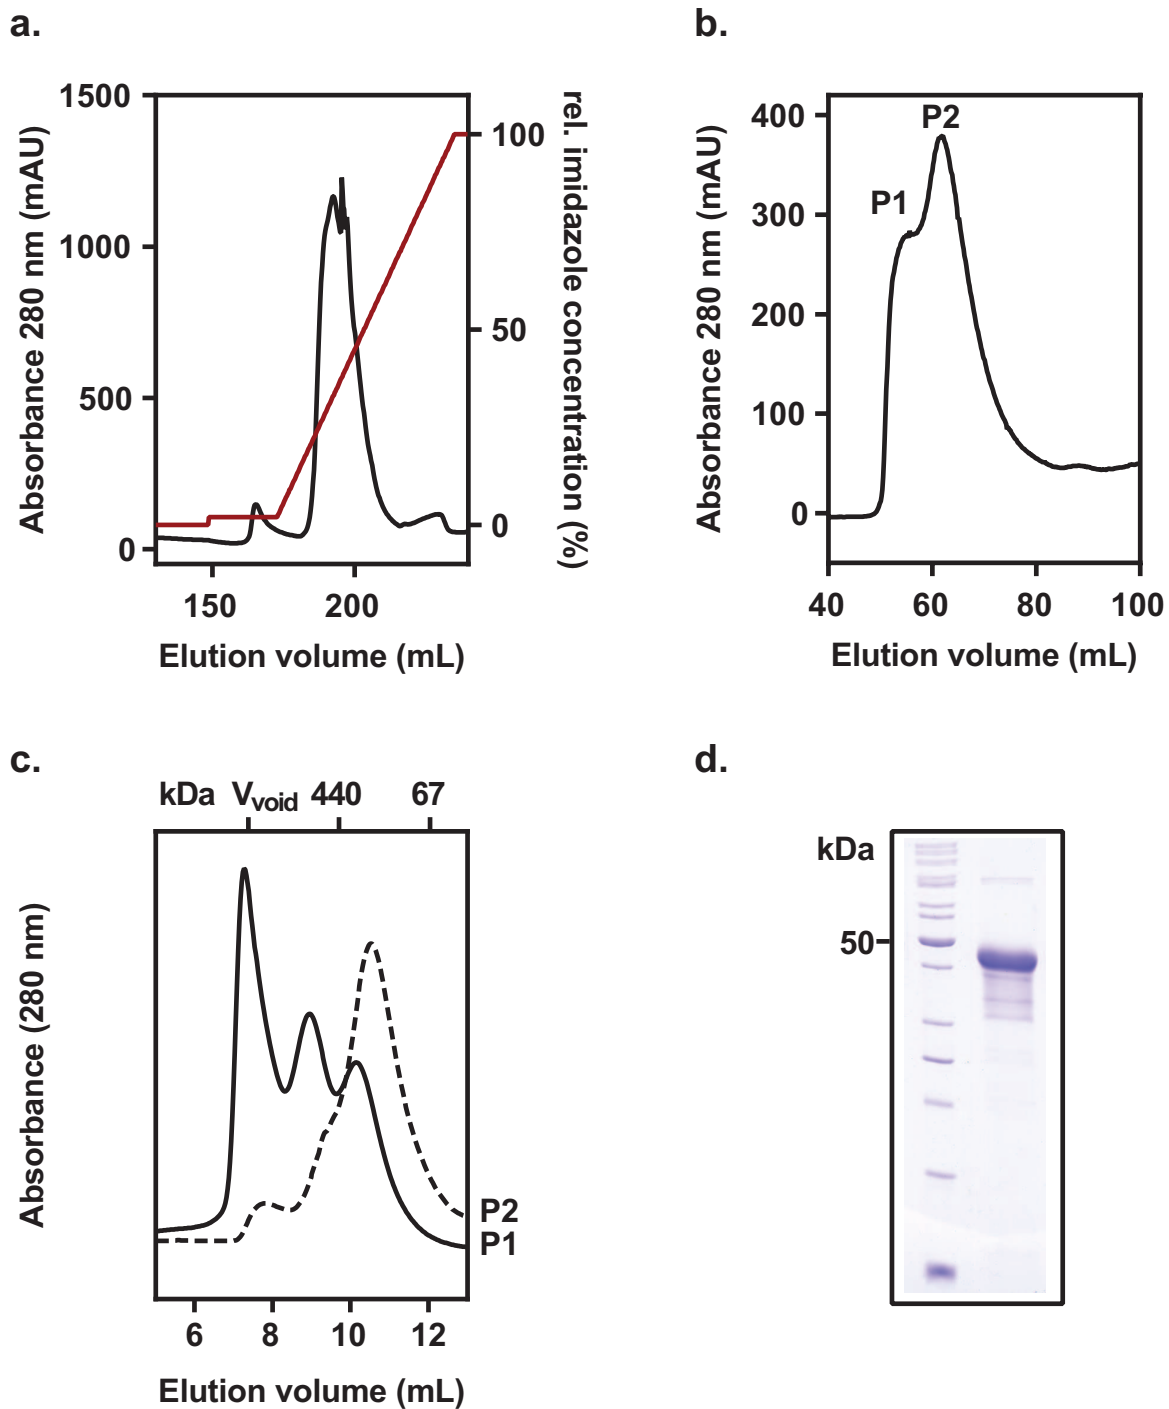 a.
1500
1000
500
0
Absorbance 280 nm (mAU)
100
50
0
rel. imidazole concentration (%)
150 200
Elution volume (mL)
b.
400
300
200
100
0
Absorbance 280 nm (mAU)
P1
P2
40 60 80 100
Elution volume (mL)
c.
kDa Vvoid 440 67
Absorbance (280 nm)
P2
P1
6 8 10 12
Elution volume (mL)
d.
kDa
50